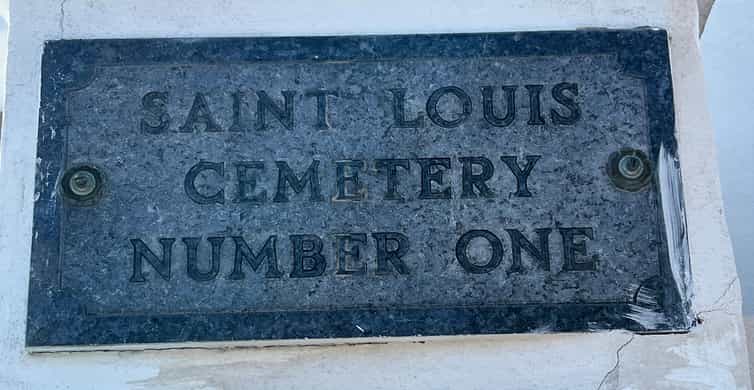 SAINT LOUIS
CEMETERY
NUMBER ONE